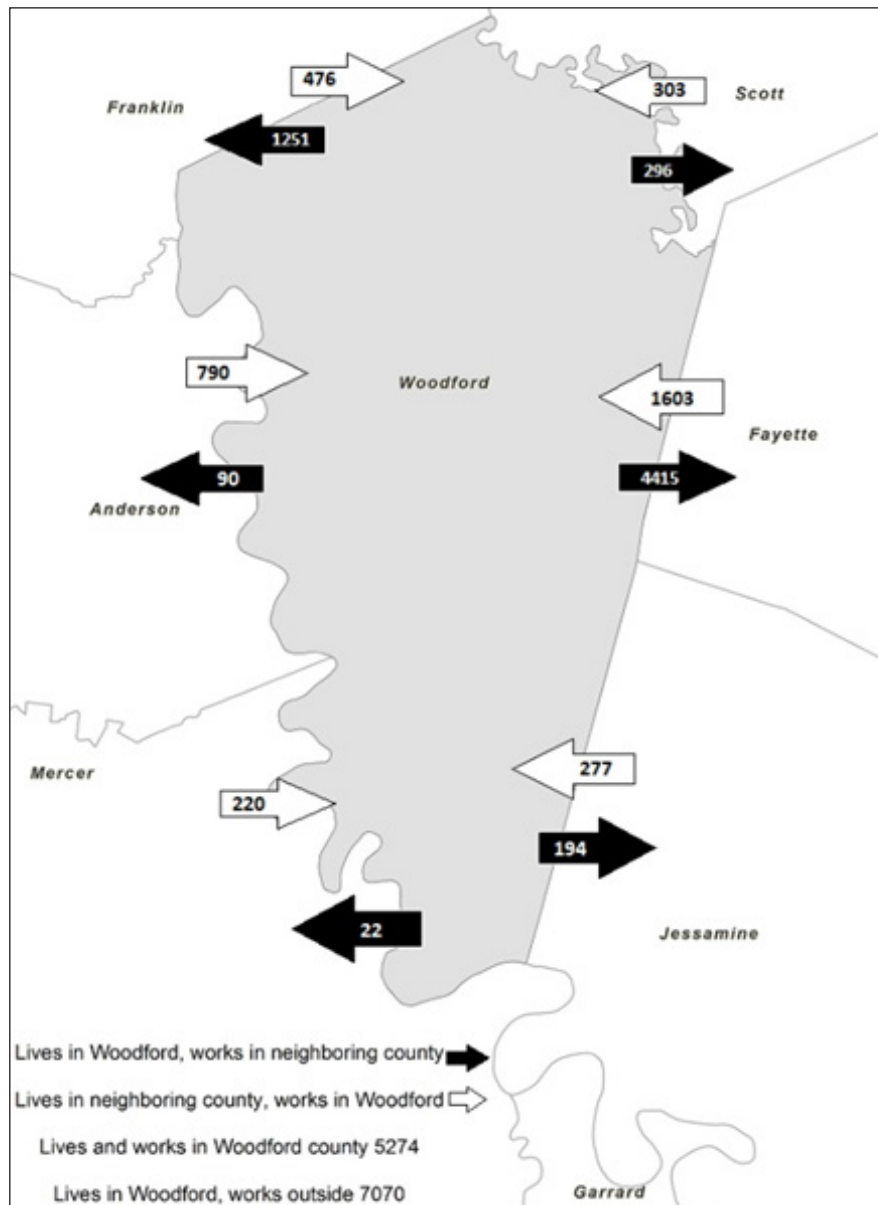 476
303
Scott
Franklin
1251
296
790
Woodford
1603
Fayette
90
4415
Anderson
Mercer
277
220
194
22
Jessamine
Lives in Woodford, works in neighboring county
Lives in neighboring county, works in Woodford
Lives and works in Woodford county 5274
Lives in Woodford, works outside 7070
Garrard